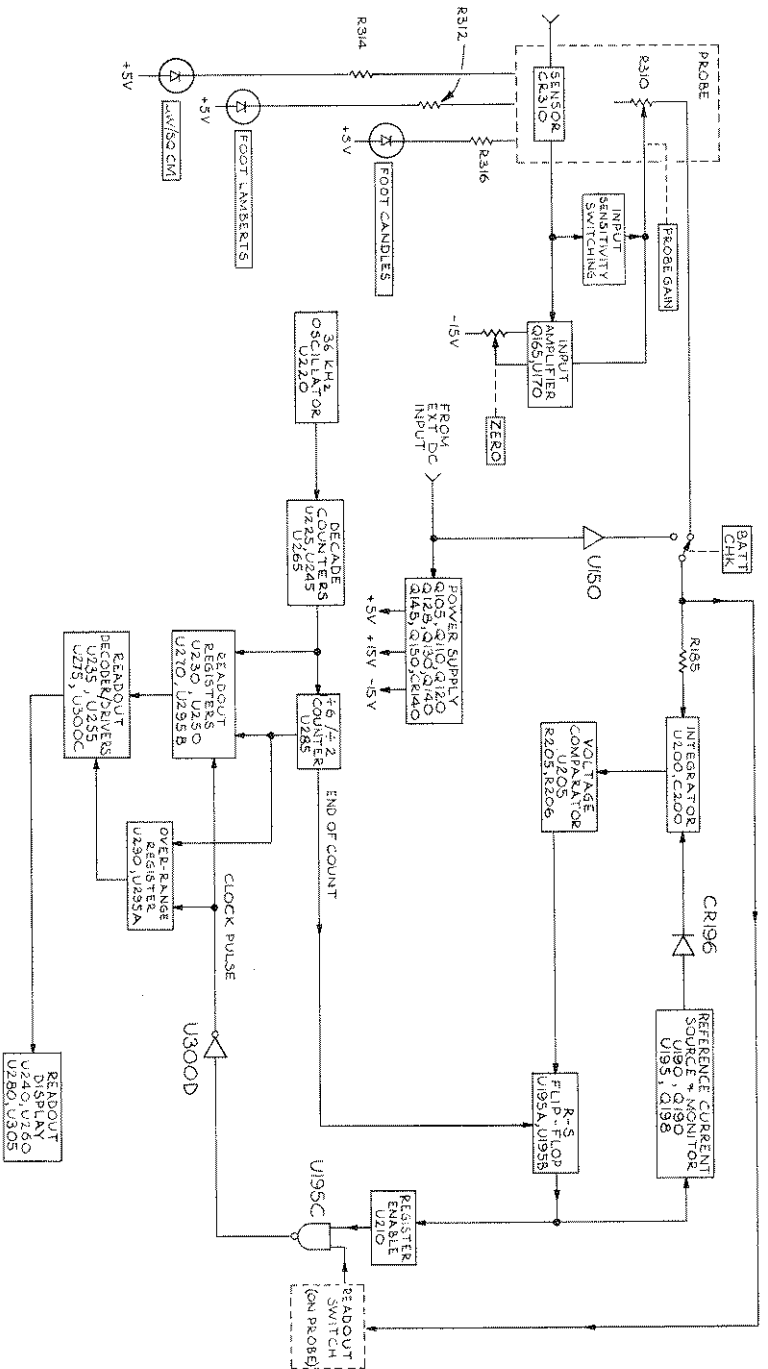 PROBE
R310
SENSOR
CR310
R312
R314
R316
+5V
+5V
+5V
µW/SQ CM
FOOT LAMBERTS
FOOT CANDLES
PROBE GAIN
INPUT
SENSITIVITY
SWITCHING
INPUT
AMPLIFIER
Q165,U170
-15V
ZERO
BATT
CHK
U150
FROM
EXT DC
INPUT
POWER SUPPLY
Q105, Q110, Q120
Q128, Q130, Q140
Q145, Q150, CR140
+5V +15V -15V
R185
INTEGRATOR
U200, C200
CR196
REFERENCE CURRENT
SOURCE & MONITOR
U190, Q190
U195, Q198
VOLTAGE
COMPARATOR
U205
R205, R206
R-S
FLIP-FLOP
U195A, U195B
REGISTER
ENABLE
U210
READOUT
SWITCH
(ON PROBE)
U195C
36 KHz
OSCILLATOR
U220
DECADE
COUNTERS
U225, U245
U265
÷6 / ÷2
COUNTER
U285
END OF COUNT
READOUT
REGISTERS
U230, U250
U270, U295B
OVER-RANGE
REGISTER
U290, U295A
CLOCK PULSE
U300D
READOUT
DECODER/DRIVERS
U235, U255
U275, U300C
READOUT
DISPLAY
U240, U260
U280, U305